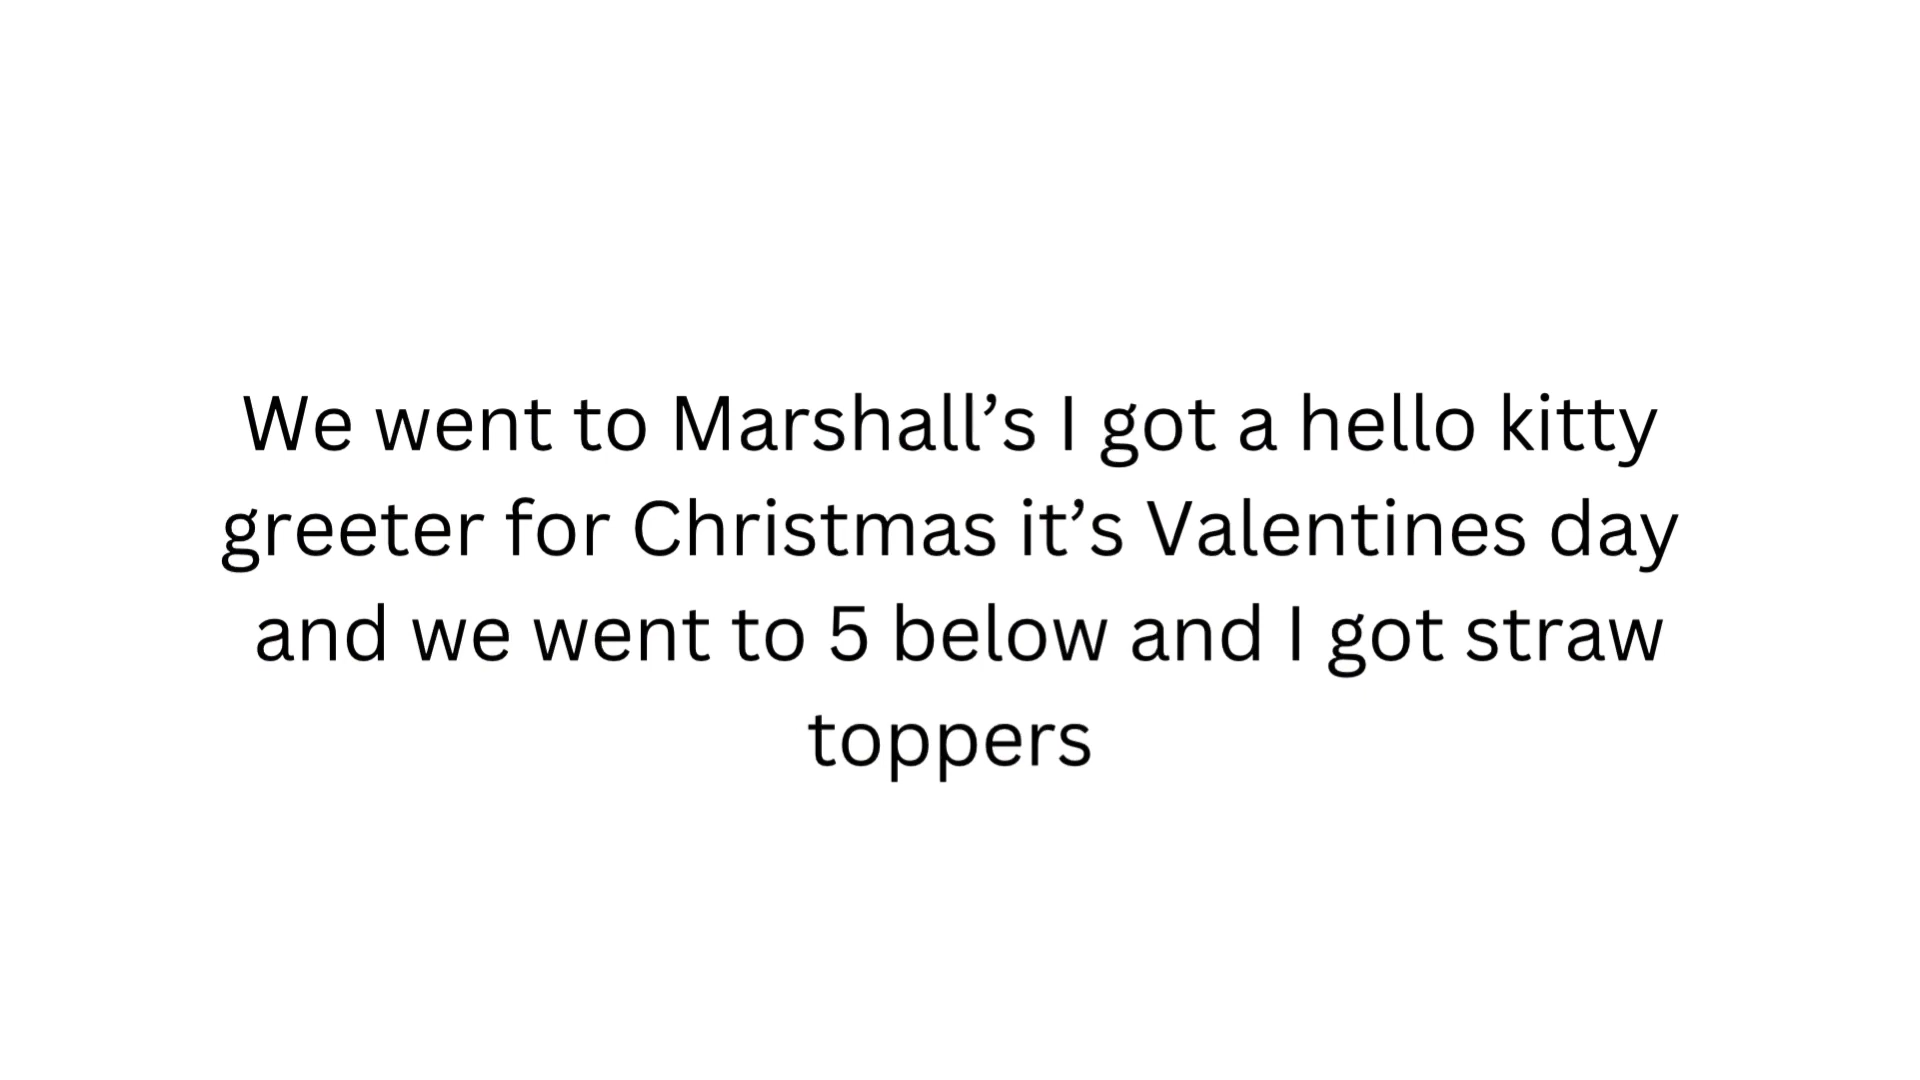 We went to Marshall’s I got a hello kitty
greeter for Christmas it’s Valentines day
and we went to 5 below and I got straw
toppers